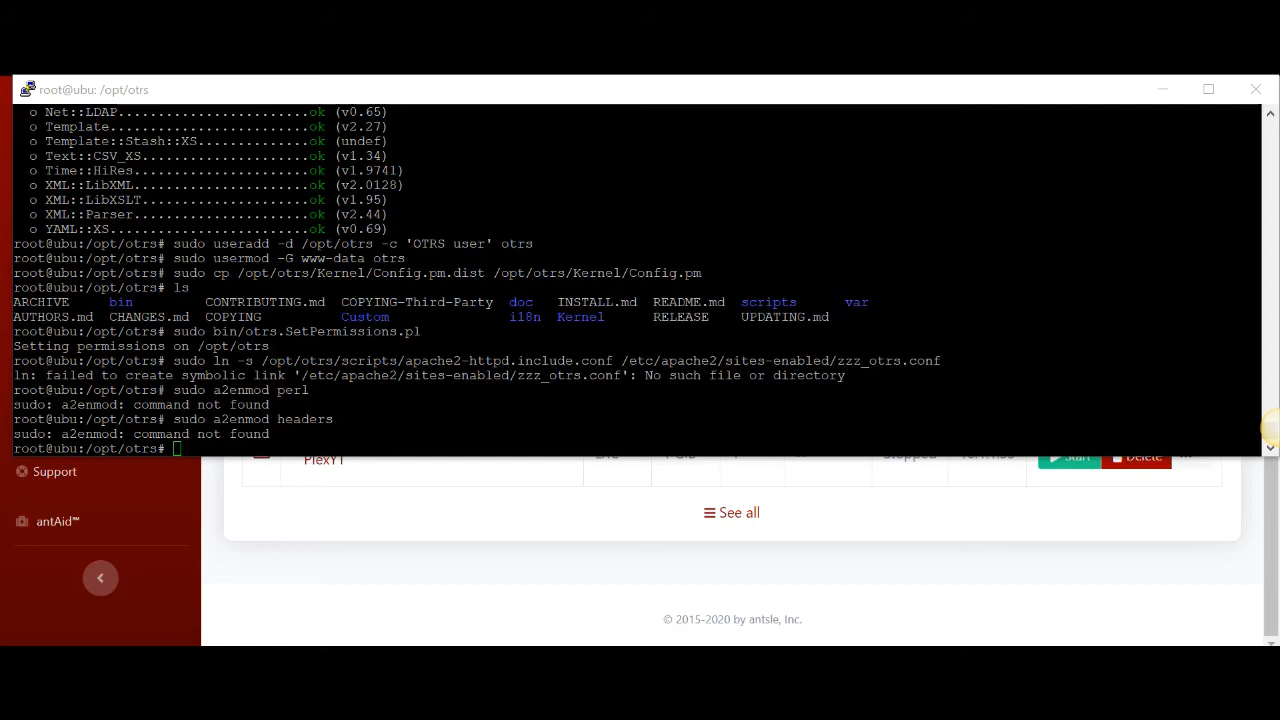 root@ubu: /opt/otrs
o Net::LDAP........................ok (v0.65)
o Template.........................ok (v2.27)
o Template::Stash::XS..............ok (undef)
o Text::CSV_XS.....................ok (v1.34)
o Time::HiRes......................ok (v1.9741)
o XML::LibXML......................ok (v2.0128)
o XML::LibXSLT.....................ok (v1.95)
o XML::Parser......................ok (v2.44)
o YAML::XS.........................ok (v0.69)
root@ubu:/opt/otrs# sudo useradd -d /opt/otrs -c 'OTRS user' otrs
root@ubu:/opt/otrs# sudo usermod -G www-data otrs
root@ubu:/opt/otrs# sudo cp /opt/otrs/Kernel/Config.pm.dist /opt/otrs/Kernel/Config.pm
root@ubu:/opt/otrs# ls
ARCHIVE bin CONTRIBUTING.md COPYING-Third-Party doc INSTALL.md README.md scripts var
AUTHORS.md CHANGES.md COPYING Custom i18n Kernel RELEASE UPDATING.md
root@ubu:/opt/otrs# sudo bin/otrs.SetPermissions.pl
Setting permissions on /opt/otrs
root@ubu:/opt/otrs# sudo ln -s /opt/otrs/scripts/apache2-httpd.include.conf /etc/apache2/sites-enabled/zzz_otrs.conf
ln: failed to create symbolic link '/etc/apache2/sites-enabled/zzz_otrs.conf': No such file or directory
root@ubu:/opt/otrs# sudo a2enmod perl
sudo: a2enmod: command not found
root@ubu:/opt/otrs# sudo a2enmod headers
sudo: a2enmod: command not found
root@ubu:/opt/otrs#
Stopped Start Delete
Support
See all
antAid™
© 2015-2020 by antsle, Inc.